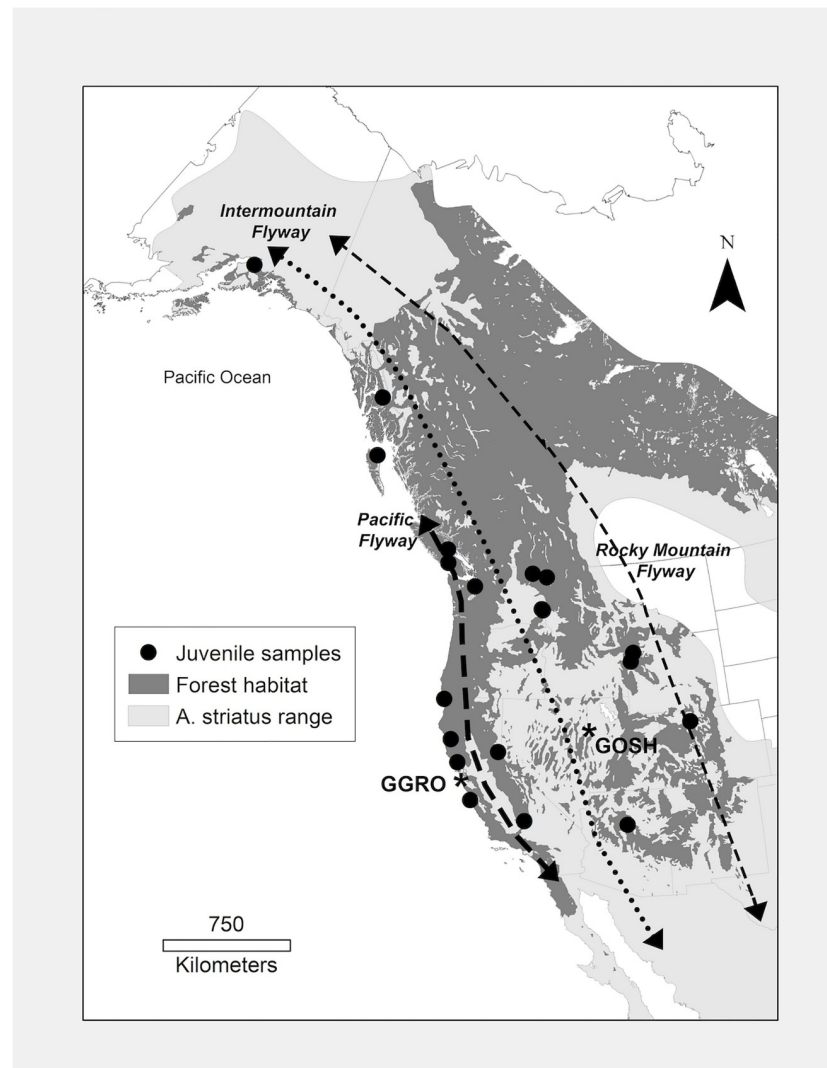 Intermountain
Flyway
N
Pacific Ocean
Pacific
Flyway
Rocky Mountain
Flyway
Juvenile samples
Forest habitat
A. striatus range
GOSH
*
GGRO *
750
Kilometers